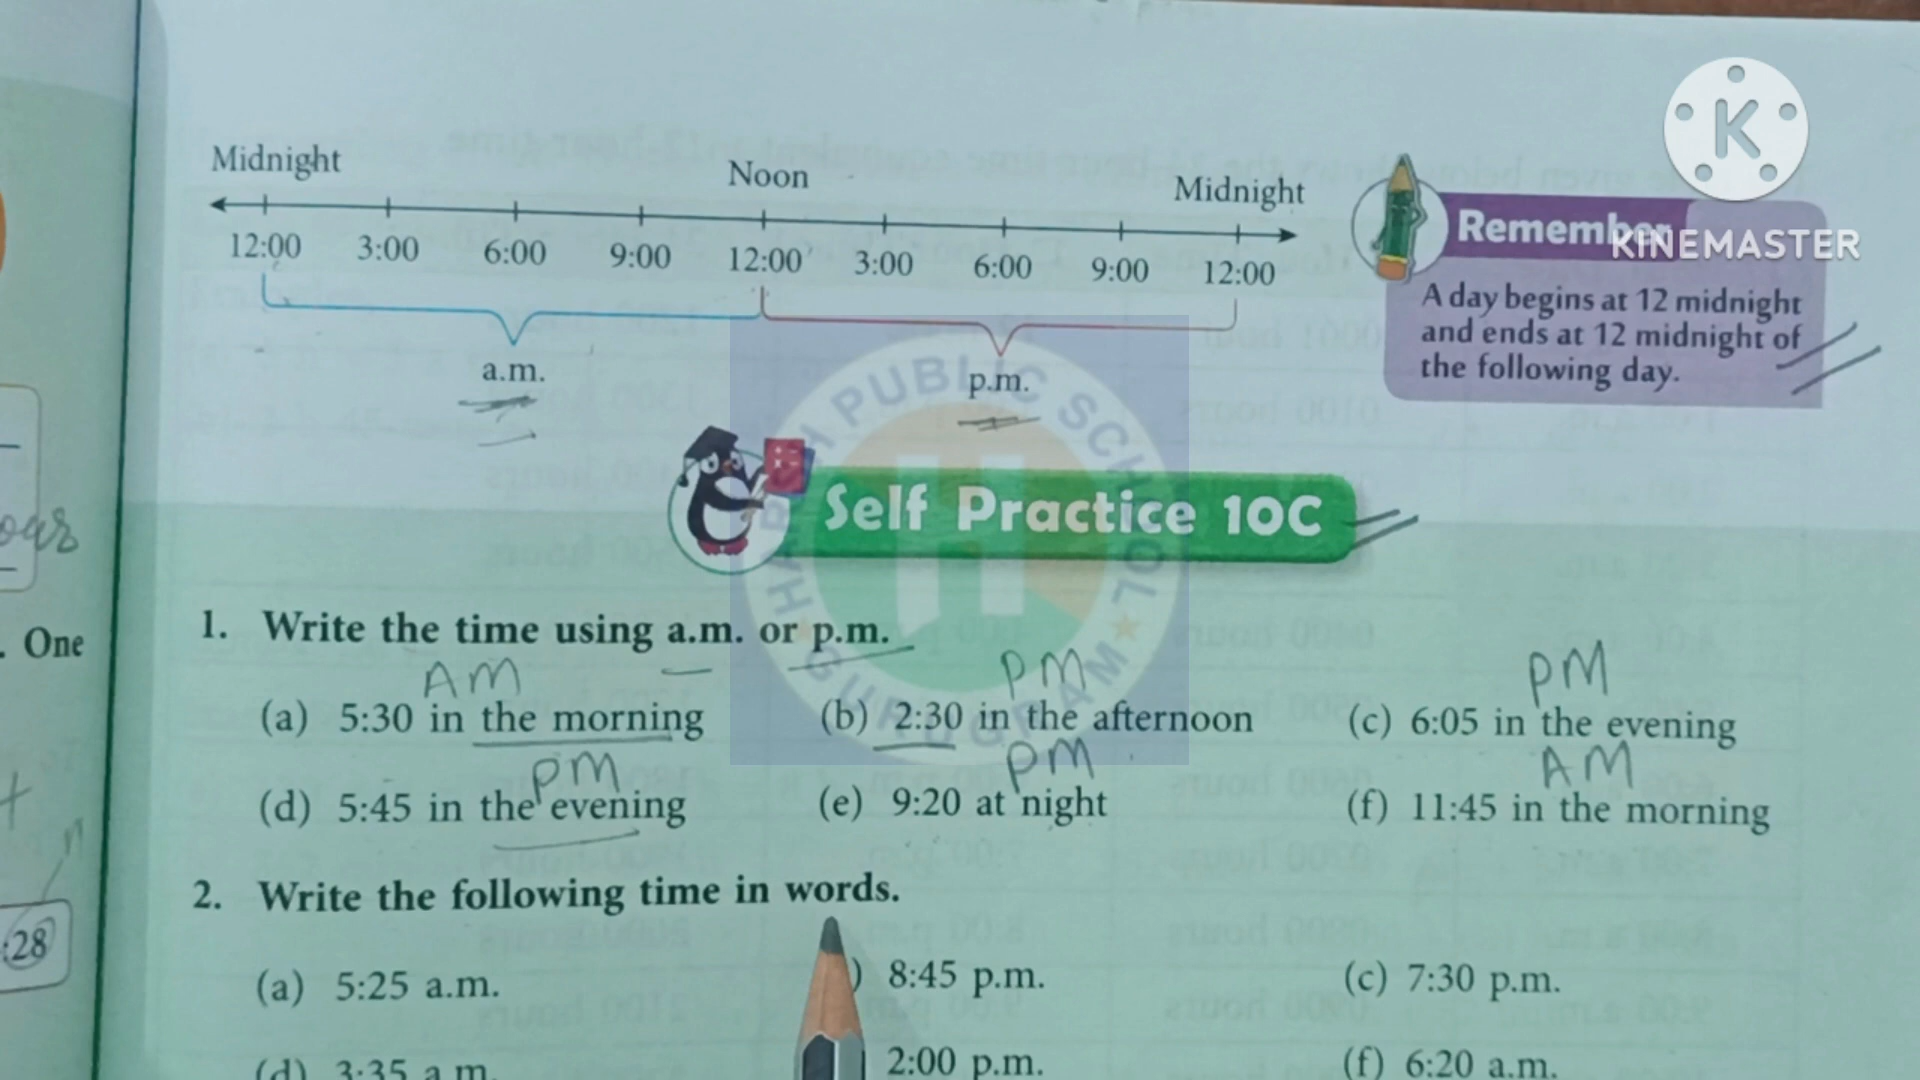 Midnight Noon Midnight
12:00 3:00 6:00 9:00 12:00 3:00 6:00 9:00 12:00
a.m. p.m.
K
KINEMASTER
Remember
A day begins at 12 midnight
and ends at 12 midnight of
the following day.
PUBLIC SCHOOL
GURUGRAM
Self Practice 10C
. One
28
1. Write the time using a.m. or p.m.
AM PM PM
(a) 5:30 in the morning (b) 2:30 in the afternoon (c) 6:05 in the evening
PM PM AM
(d) 5:45 in the evening (e) 9:20 at night (f) 11:45 in the morning
2. Write the following time in words.
(a) 5:25 a.m. ) 8:45 p.m. (c) 7:30 p.m.
(d) 3:35 a.m. 2:00 p.m. (f) 6:20 a.m.